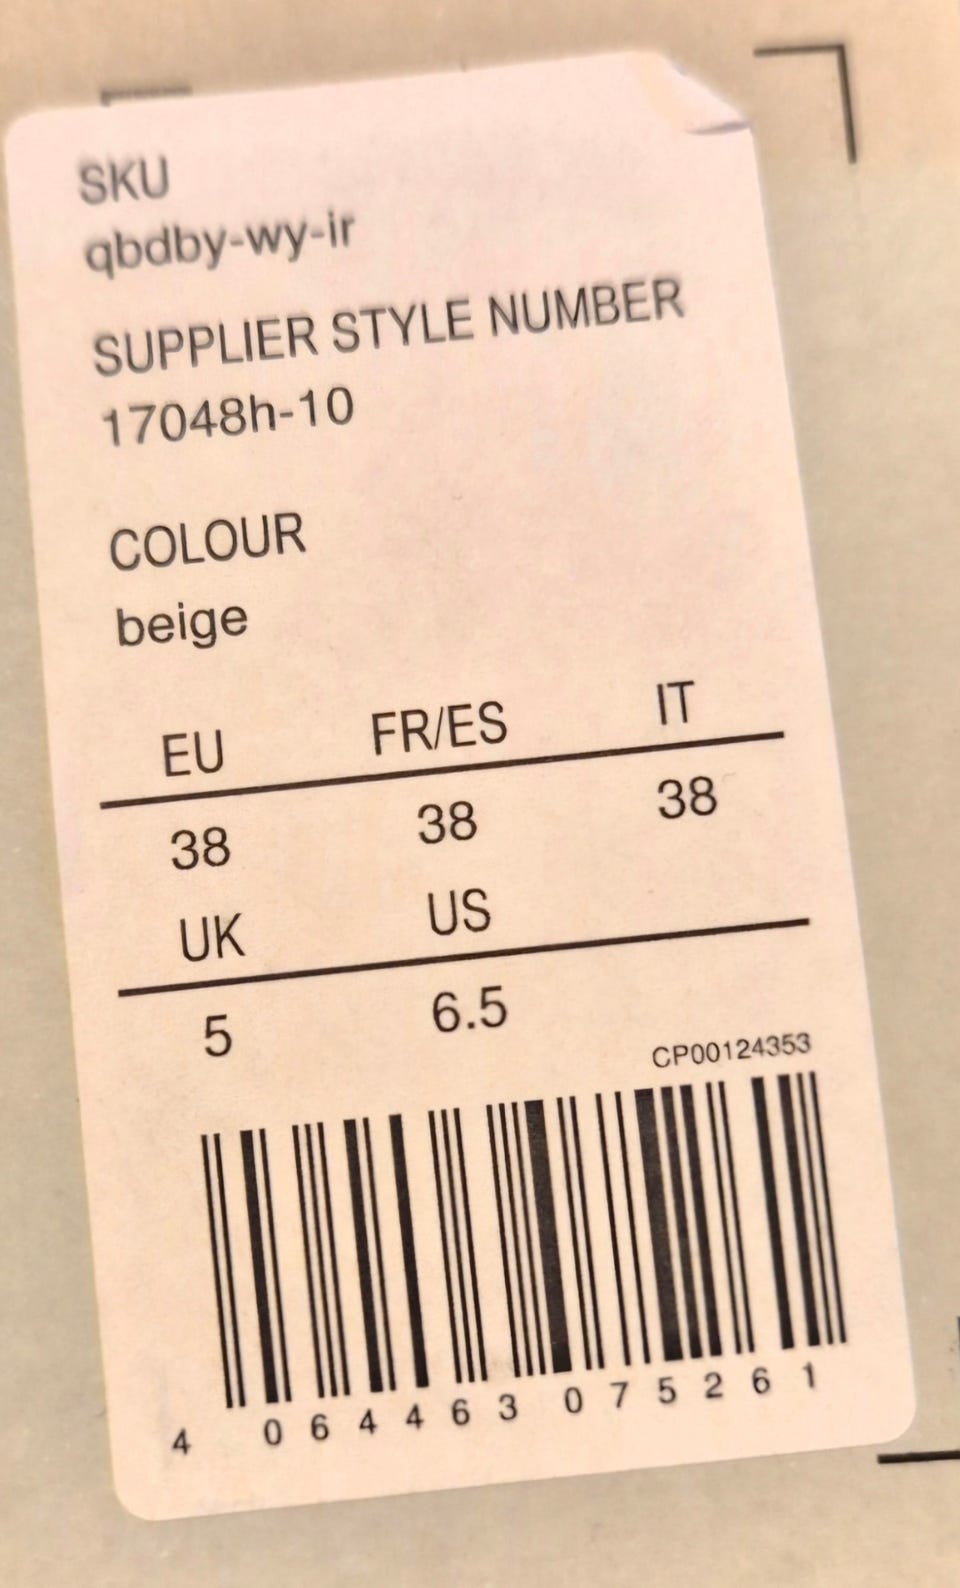 SKU
qbdby-wy-ir
SUPPLIER STYLE NUMBER
17048h-10
COLOUR
beige
EU FR/ES IT
38 38 38
UK US
5 6.5
CP00124353
4 064463 075261